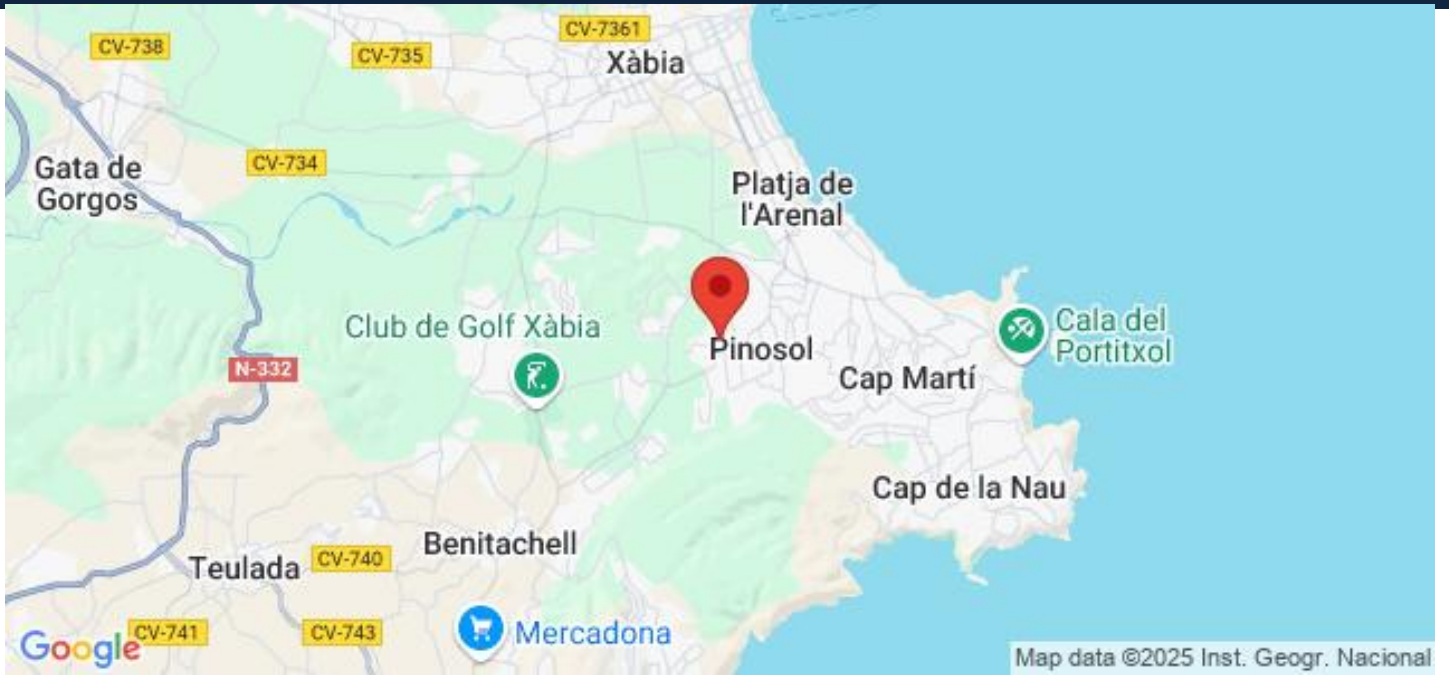 CV-7361
CV-738
CV-735
Xàbia
CV-734
Gata de
Gorgos
Platja de
l'Arenal
Club de Golf Xàbia
Cala del
Portitxol
Pinosol
N-332
Cap Martí
Cap de la Nau
Benitachell
Teulada
CV-740
Google
CV-741
CV-743
Mercadona
Map data ©2025 Inst. Geogr. Nacional